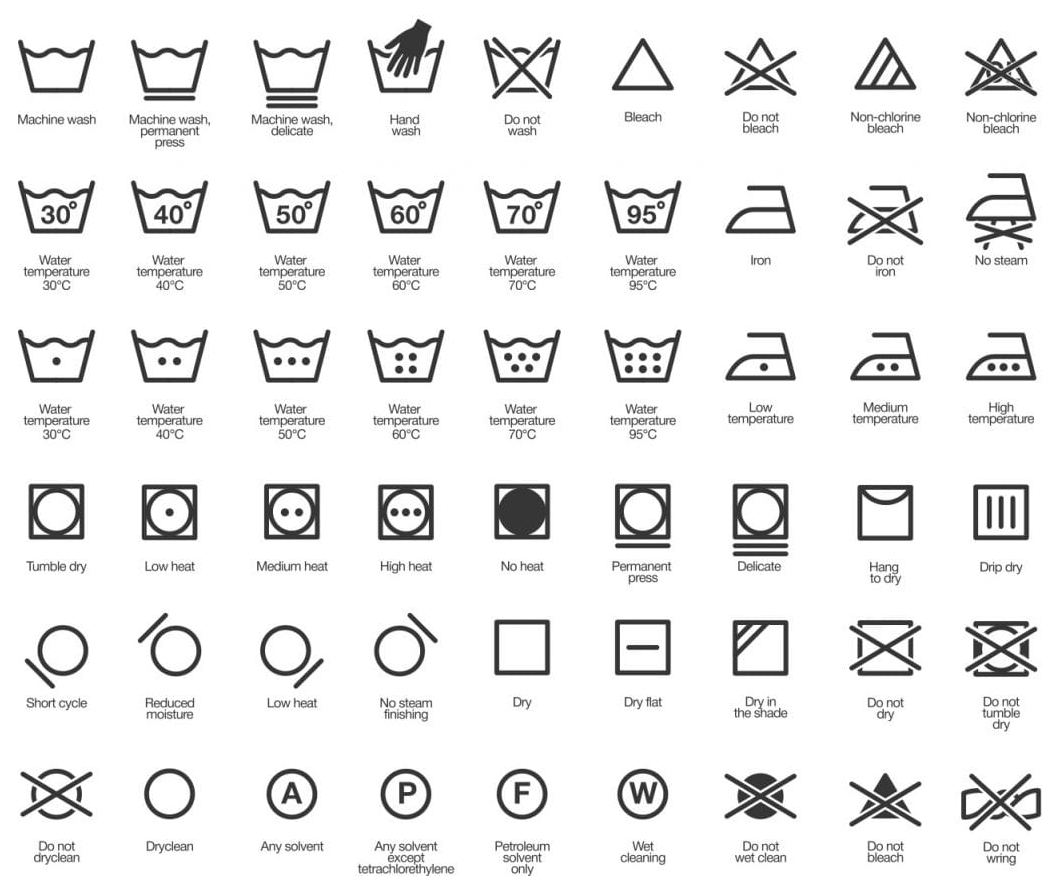 Machine wash
Machine wash,
permanent
press
Machine wash,
delicate
Hand
wash
Do not
wash
Bleach
Do not
bleach
Non-chlorine
bleach
Non-chlorine
bleach
30°
40°
50°
60°
70°
95°
Water
temperature
30°C
Water
temperature
40°C
Water
temperature
50°C
Water
temperature
60°C
Water
temperature
70°C
Water
temperature
95°C
Iron
Do not
iron
No steam
Water
temperature
30°C
Water
temperature
40°C
Water
temperature
50°C
Water
temperature
60°C
Water
temperature
70°C
Water
temperature
95°C
Low
temperature
Medium
temperature
High
temperature
Tumble dry
Low heat
Medium heat
High heat
No heat
Permanent
press
Delicate
Hang
to dry
Drip dry
Short cycle
Reduced
moisture
Low heat
No steam
finishing
Dry
Dry flat
Dry in
the shade
Do not
dry
Do not
tumble
dry
A
P
F
W
Do not
dryclean
Dryclean
Any solvent
Any solvent
except
tetrachlorethylene
Petroleum
solvent
only
Wet
cleaning
Do not
wet clean
Do not
bleach
Do not
wring